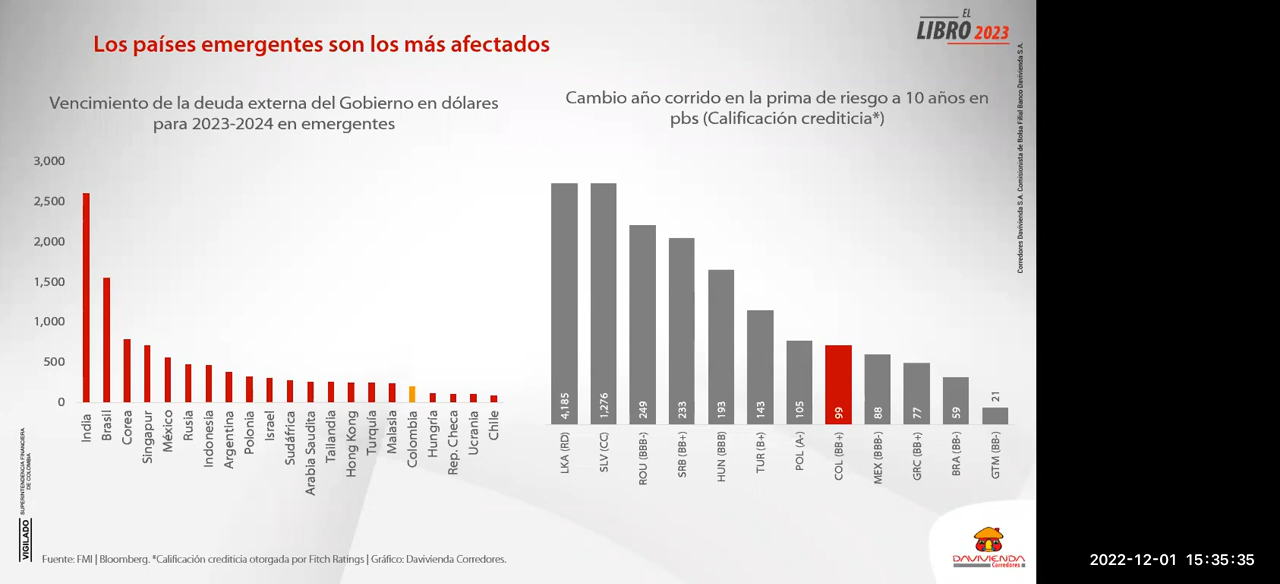 EL
LIBRO 2023
Los países emergentes son los más afectados
Vencimiento de la deuda externa del Gobierno en dólares
para 2023-2024 en emergentes
3,000
2,500
2,000
1,500
1,000
500
0
India
Brasil
Corea
Singapur
México
Rusia
Indonesia
Argentina
Polonia
Israel
Sudáfrica
Arabia Saudita
Tailandia
Hong Kong
Turquía
Malasia
Colombia
Hungría
Rep. Checa
Ucrania
Chile
Cambio año corrido en la prima de riesgo a 10 años en
pbs (Calificación crediticia*)
4,185
1,276
249
233
193
143
105
99
88
77
59
21
LKA (RD)
SLV (CC)
ROU (BBB-)
SRB (BB+)
HUN (BBB)
TUR (B+)
POL (A-)
COL (BB+)
MEX (BBB-)
GRC (BB+)
BRA (BB-)
GTM (BB-)
Corredores Davivienda S.A. Comisionista de Bolsa Filial Banco Davivienda S.A.
VIGILADO
SUPERINTENDENCIA FINANCIERA
DE COLOMBIA
Fuente: FMI | Bloomberg. *Calificación crediticia otorgada por Fitch Ratings | Gráfico: Davivienda Corredores.
DAVIVIENDA
Corredores
2022-12-01 15:35:35